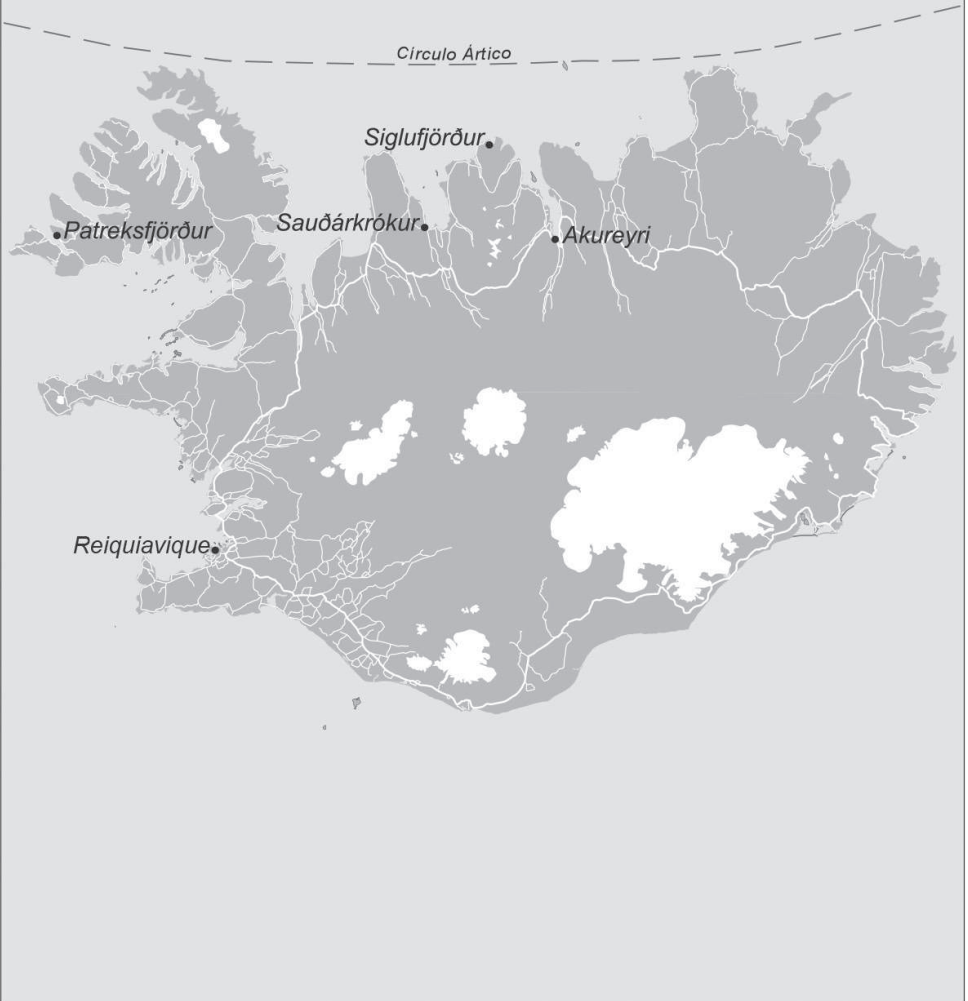 Círculo Ártico
Siglufjörður
Sauðárkrókur
Patreksfjörður
Akureyri
Reiquiavique